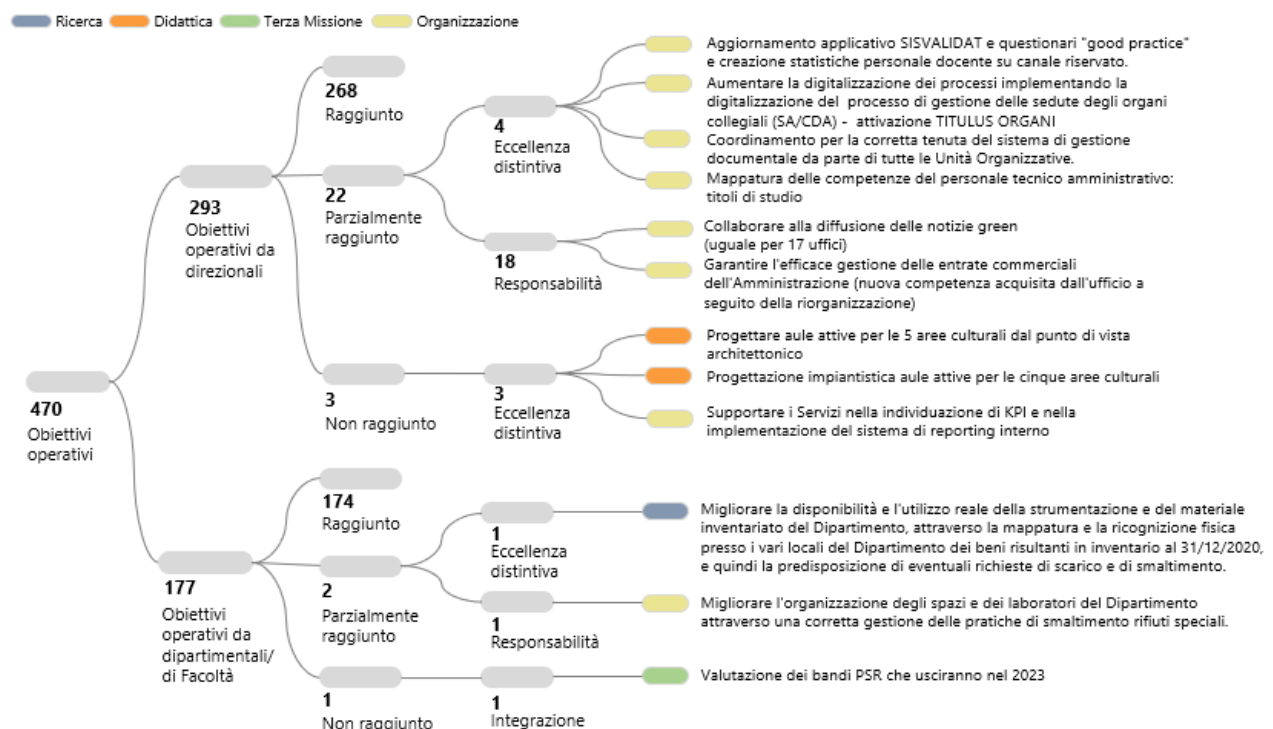 Ricerca
Didattica
Terza Missione
Organizzazione
470
Obiettivi
operativi
293
Obiettivi
operativi da
direzionali
268
Raggiunto
22
Parzialmente
raggiunto
4
Eccellenza
distintiva
Aggiornamento applicativo SISVALIDAT e questionari "good practice"
e creazione statistiche personale docente su canale riservato.
Aumentare la digitalizzazione dei processi implementando la
digitalizzazione del processo di gestione delle sedute degli organi
collegiali (SA/CDA) - attivazione TITULUS ORGANI
Coordinamento per la corretta tenuta del sistema di gestione
documentale da parte di tutte le Unità Organizzative.
Mappatura delle competenze del personale tecnico amministrativo:
titoli di studio
18
Responsabilità
Collaborare alla diffusione delle notizie green
(uguale per 17 uffici)
Garantire l'efficace gestione delle entrate commerciali
dell'Amministrazione (nuova competenza acquisita dall'ufficio a
seguito della riorganizzazione)
3
Non raggiunto
3
Eccellenza
distintiva
Progettare aule attive per le 5 aree culturali dal punto di vista
architettonico
Progettazione impiantistica aule attive per le cinque aree culturali
Supportare i Servizi nella individuazione di KPI e nella
implementazione del sistema di reporting interno
177
Obiettivi
operativi da
dipartimentali/
di Facoltà
174
Raggiunto
2
Parzialmente
raggiunto
1
Eccellenza
distintiva
Migliorare la disponibilità e l'utilizzo reale della strumentazione e del materiale
inventariato del Dipartimento, attraverso la mappatura e la ricognizione fisica
presso i vari locali del Dipartimento dei beni risultanti in inventario al 31/12/2020,
e quindi la predisposizione di eventuali richieste di scarico e di smaltimento.
1
Responsabilità
Migliorare l'organizzazione degli spazi e dei laboratori del Dipartimento
attraverso una corretta gestione delle pratiche di smaltimento rifiuti speciali.
1
Non raggiunto
1
Integrazione
Valutazione dei bandi PSR che usciranno nel 2023